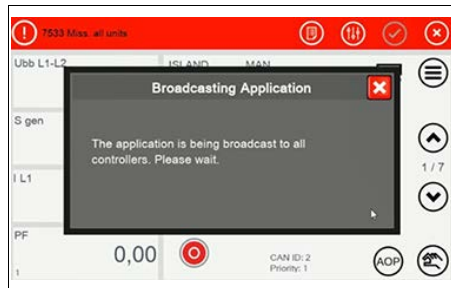 7533 Miss. all units
Ubb L1-L2
ISLAND MAN
Broadcasting Application
S gen
The application is being broadcast to all
controllers. Please wait.
1 / 7
I L1
PF
0,00
CAN ID: 2
Priority: 1
AOP
1